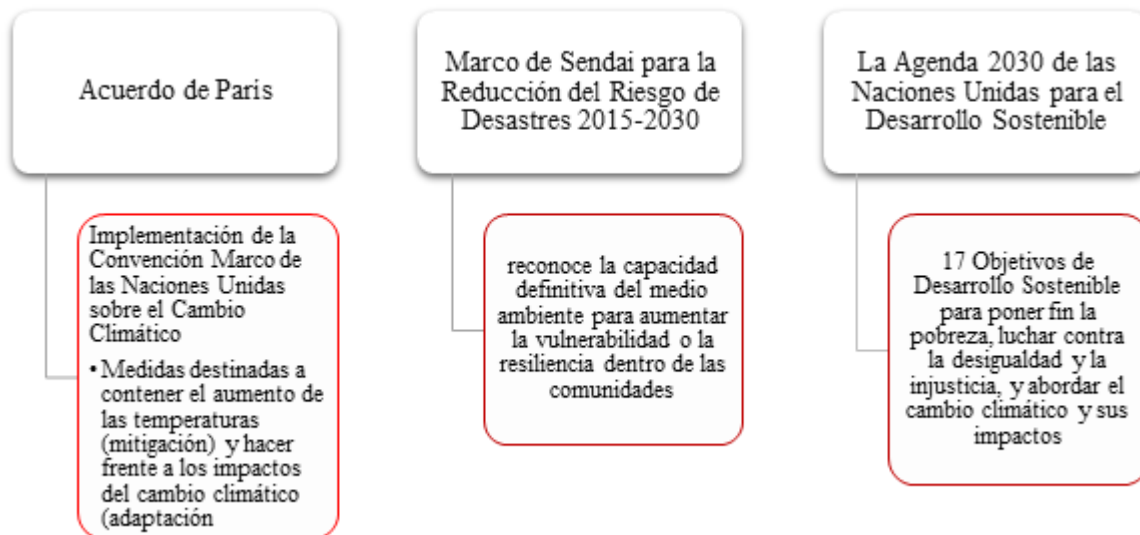 Acuerdo de Paris
Implementación de la
Convención Marco de
las Naciones Unidas
sobre el Cambio
Climático
• Medidas destinadas a
contener el aumento de
las temperaturas
(mitigación) y hacer
frente a los impactos
del cambio climático
(adaptación
Marco de Sendai para la
Reducción del Riesgo de
Desastres 2015-2030
reconoce la capacidad
definitiva del medio
ambiente para aumentar
la vulnerabilidad o la
resiliencia dentro de las
comunidades
La Agenda 2030 de las
Naciones Unidas para el
Desarrollo Sostenible
17 Objetivos de
Desarrollo Sostenible
para poner fin la
pobreza, luchar contra
la desigualdad y la
injusticia, y abordar el
cambio climático y sus
impactos